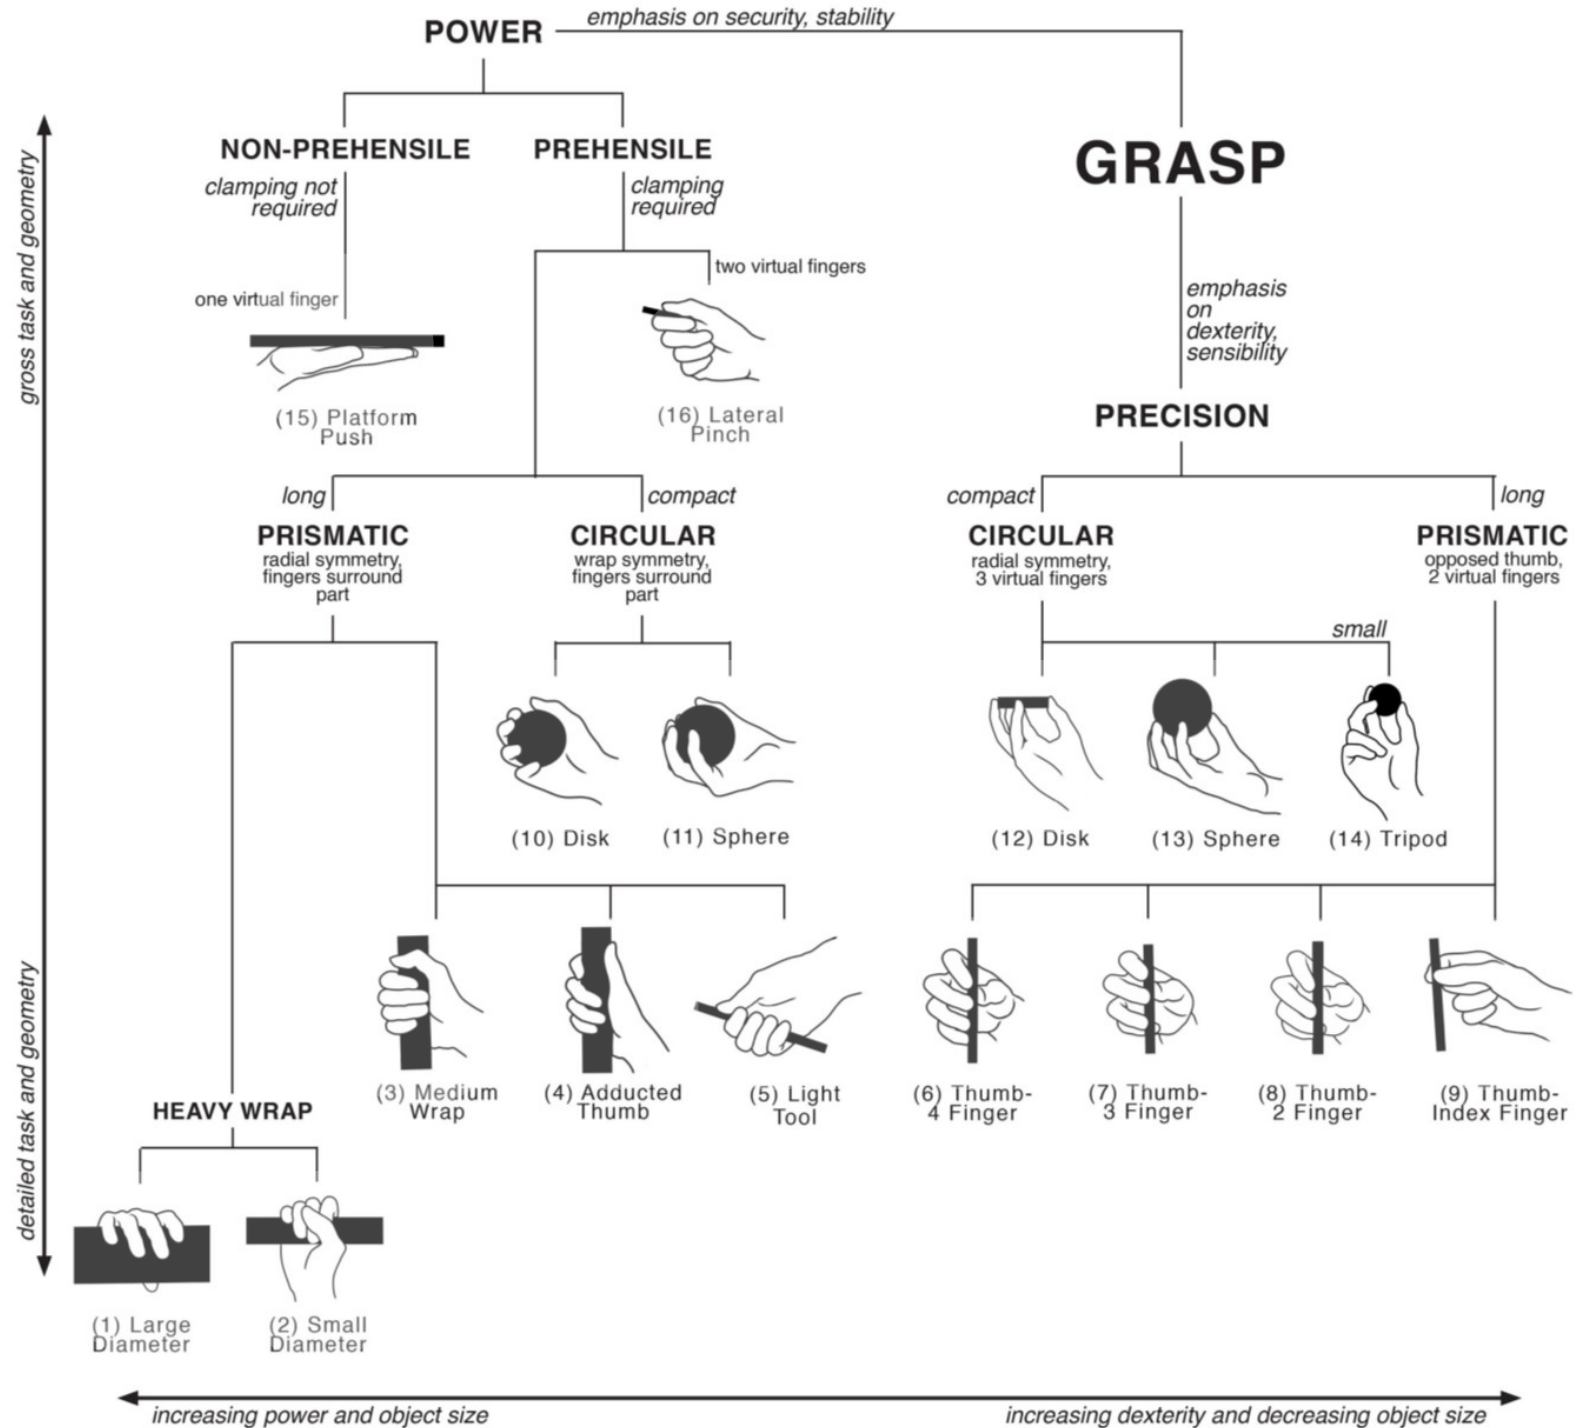 POWER
emphasis on security, stability
NON-PREHENSILE
PREHENSILE
GRASP
clamping not
required
clamping
required
two virtual fingers
one virtual finger
emphasis
on
dexterity,
sensibility
(15) Platform
Push
(16) Lateral
Pinch
PRECISION
long
compact
compact
long
PRISMATIC
radial symmetry,
fingers surround
part
CIRCULAR
wrap symmetry,
fingers surround
part
CIRCULAR
radial symmetry,
3 virtual fingers
PRISMATIC
opposed thumb,
2 virtual fingers
small
(10) Disk
(11) Sphere
(12) Disk
(13) Sphere
(14) Tripod
(3) Medium
Wrap
(4) Adducted
Thumb
(5) Light
Tool
(6) Thumb-
4 Finger
(7) Thumb-
3 Finger
(8) Thumb-
2 Finger
(9) Thumb-
Index Finger
HEAVY WRAP
(1) Large
Diameter
(2) Small
Diameter
gross task and geometry
detailed task and geometry
increasing power and object size
increasing dexterity and decreasing object size